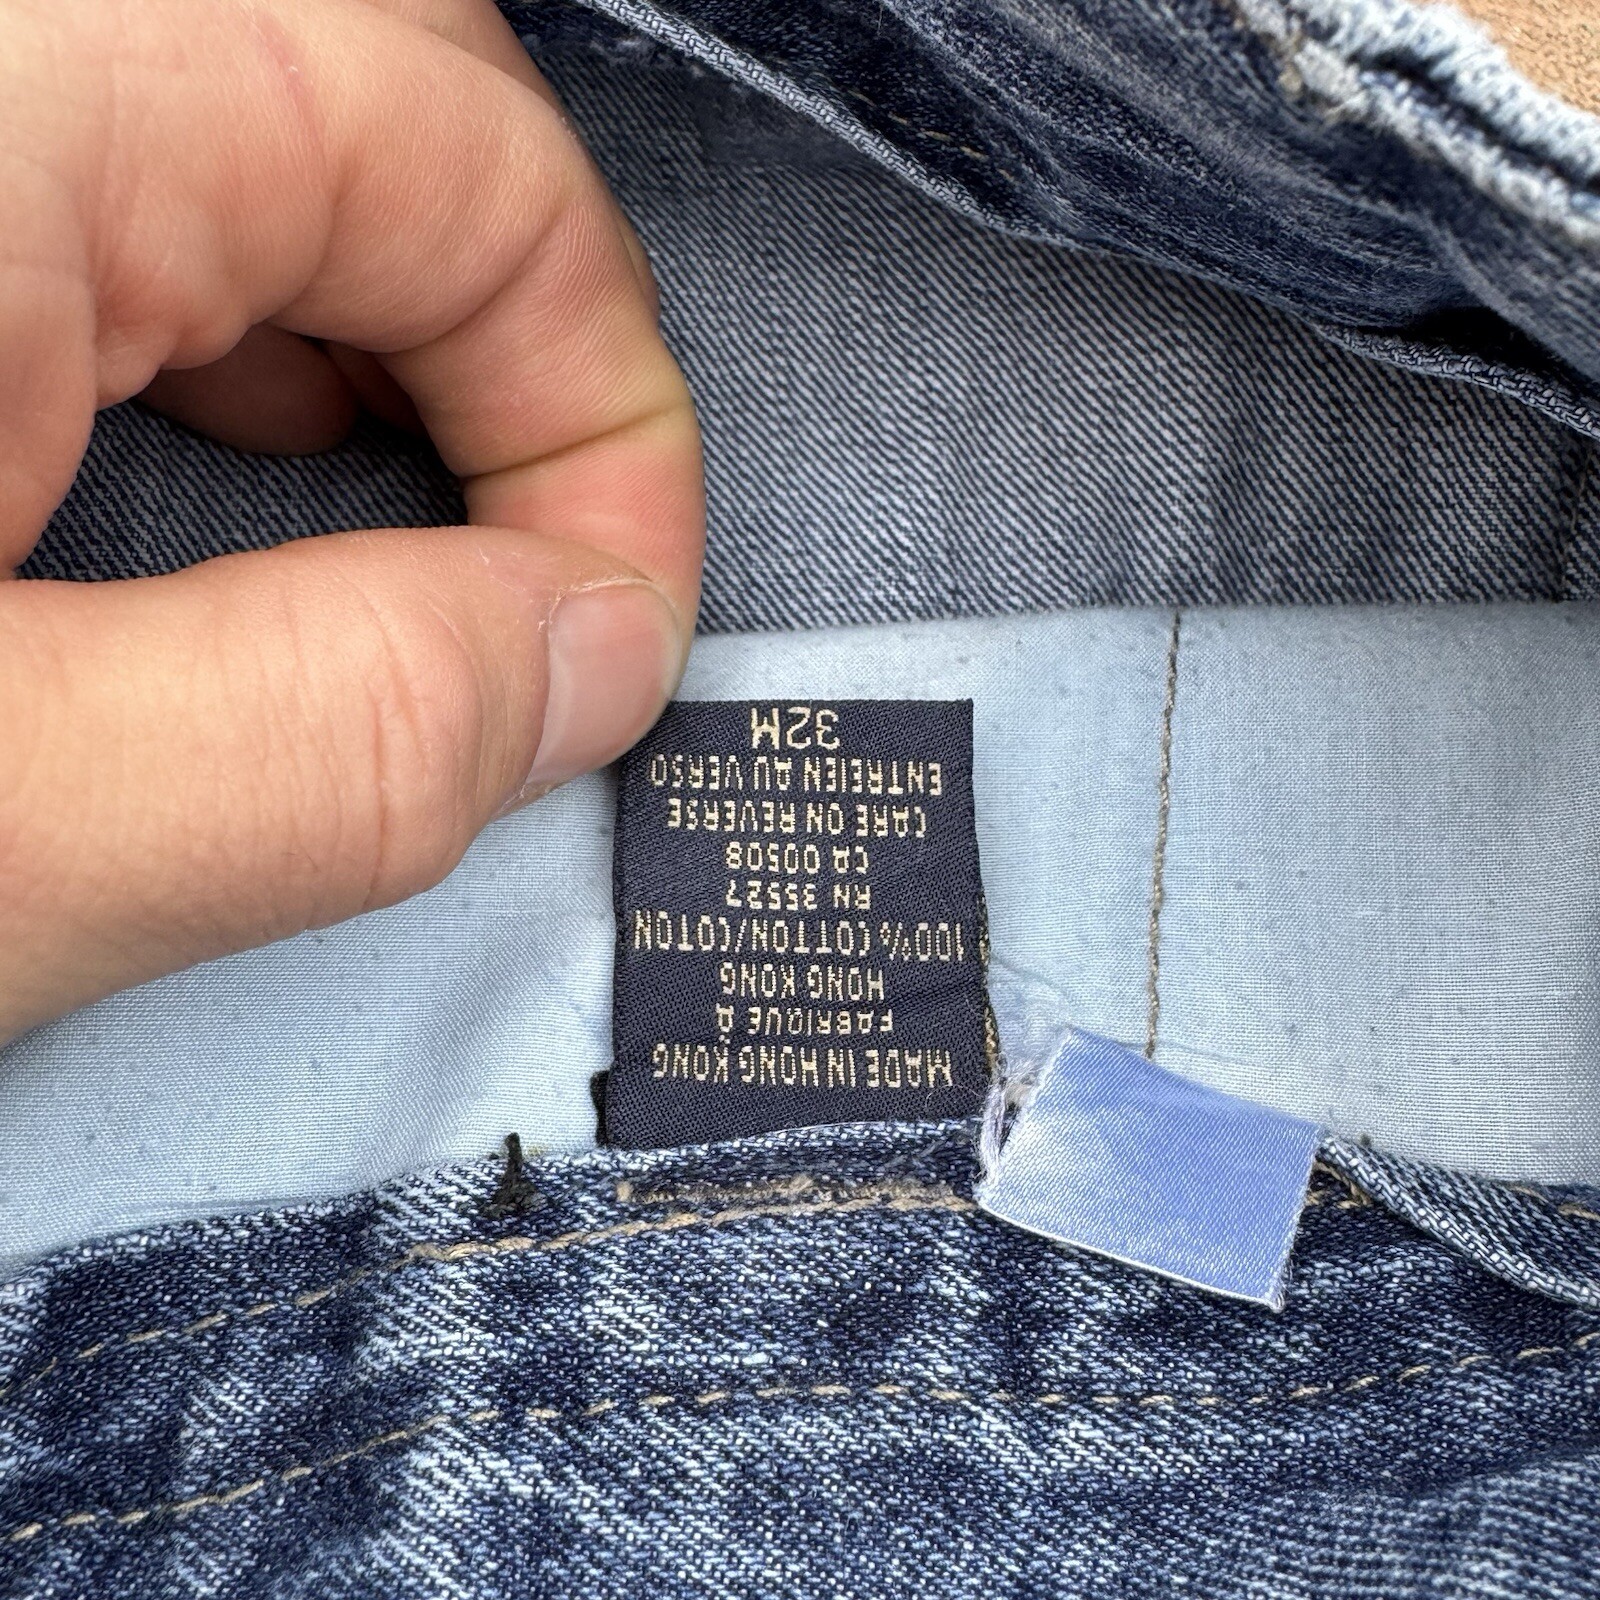 MADE IN HONG KONG
FABRIQUE À
HONG KONG
100% COTTON/COTON
RN 35527
CA 00508
CARE ON REVERSE
ENTREIEN AU VERSO
32M